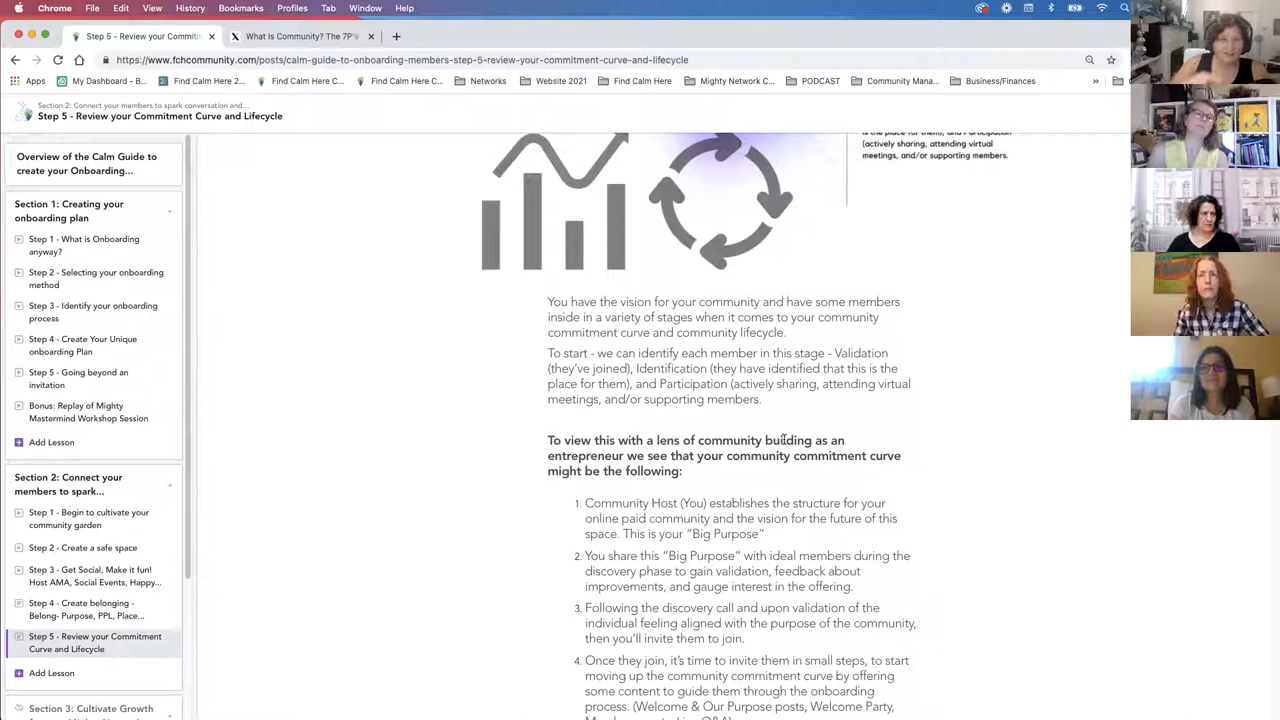 Chrome File Edit View History Bookmarks Profiles Tab Window Help
Step 5 - Review your Commitm
What Is Community? The 7P's
https://www.fchcommunity.com/posts/calm-guide-to-onboarding-members-step-5-review-your-commitment-curve-and-lifecycle
Apps My Dashboard - B... Find Calm Here 2... Find Calm Here C... Find Calm Here C... Networks Website 2021 Find Calm Here Mighty Network C... PODCAST Community Mana... Business/Finances »
Section 2: Connect your members to spark conversation and...
Step 5 - Review your Commitment Curve and Lifecycle
Overview of the Calm Guide to
create your Onboarding...
Section 1: Creating your
onboarding plan
Step 1 - What is Onboarding
anyway?
Step 2 - Selecting your onboarding
method
Step 3 - Identify your onboarding
process
Step 4 - Create Your Unique
onboarding Plan
Step 5 - Going beyond an
invitation
Bonus: Replay of Mighty
Mastermind Workshop Session
Add Lesson
Section 2: Connect your
members to spark...
Step 1 - Begin to cultivate your
community garden
Step 2 - Create a safe space
Step 3 - Get Social, Make it fun!
Host AMA, Social Events, Happy...
Step 4 - Create belonging -
Belong- Purpose, PPL, Place...
Step 5 - Review your Commitment
Curve and Lifecycle
Add Lesson
Section 3: Cultivate Growth
is the place for them), and Participation
(actively sharing, attending virtual
meetings, and/or supporting members.
You have the vision for your community and have some members
inside in a variety of stages when it comes to your community
commitment curve and community lifecycle.
To start - we can identify each member in this stage - Validation
(they've joined), Identification (they have identified that this is the
place for them), and Participation (actively sharing, attending virtual
meetings, and/or supporting members.
To view this with a lens of community building as an
entrepreneur we see that your community commitment curve
might be the following:
1. Community Host (You) establishes the structure for your
online paid community and the vision for the future of this
space. This is your “Big Purpose”
2. You share this “Big Purpose” with ideal members during the
discovery phase to gain validation, feedback about
improvements, and gauge interest in the offering.
3. Following the discovery call and upon validation of the
individual feeling aligned with the purpose of the community,
then you'll invite them to join.
4. Once they join, it's time to invite them in small steps, to start
moving up the community commitment curve by offering
some content to guide them through the onboarding
process. (Welcome & Our Purpose posts, Welcome Party,